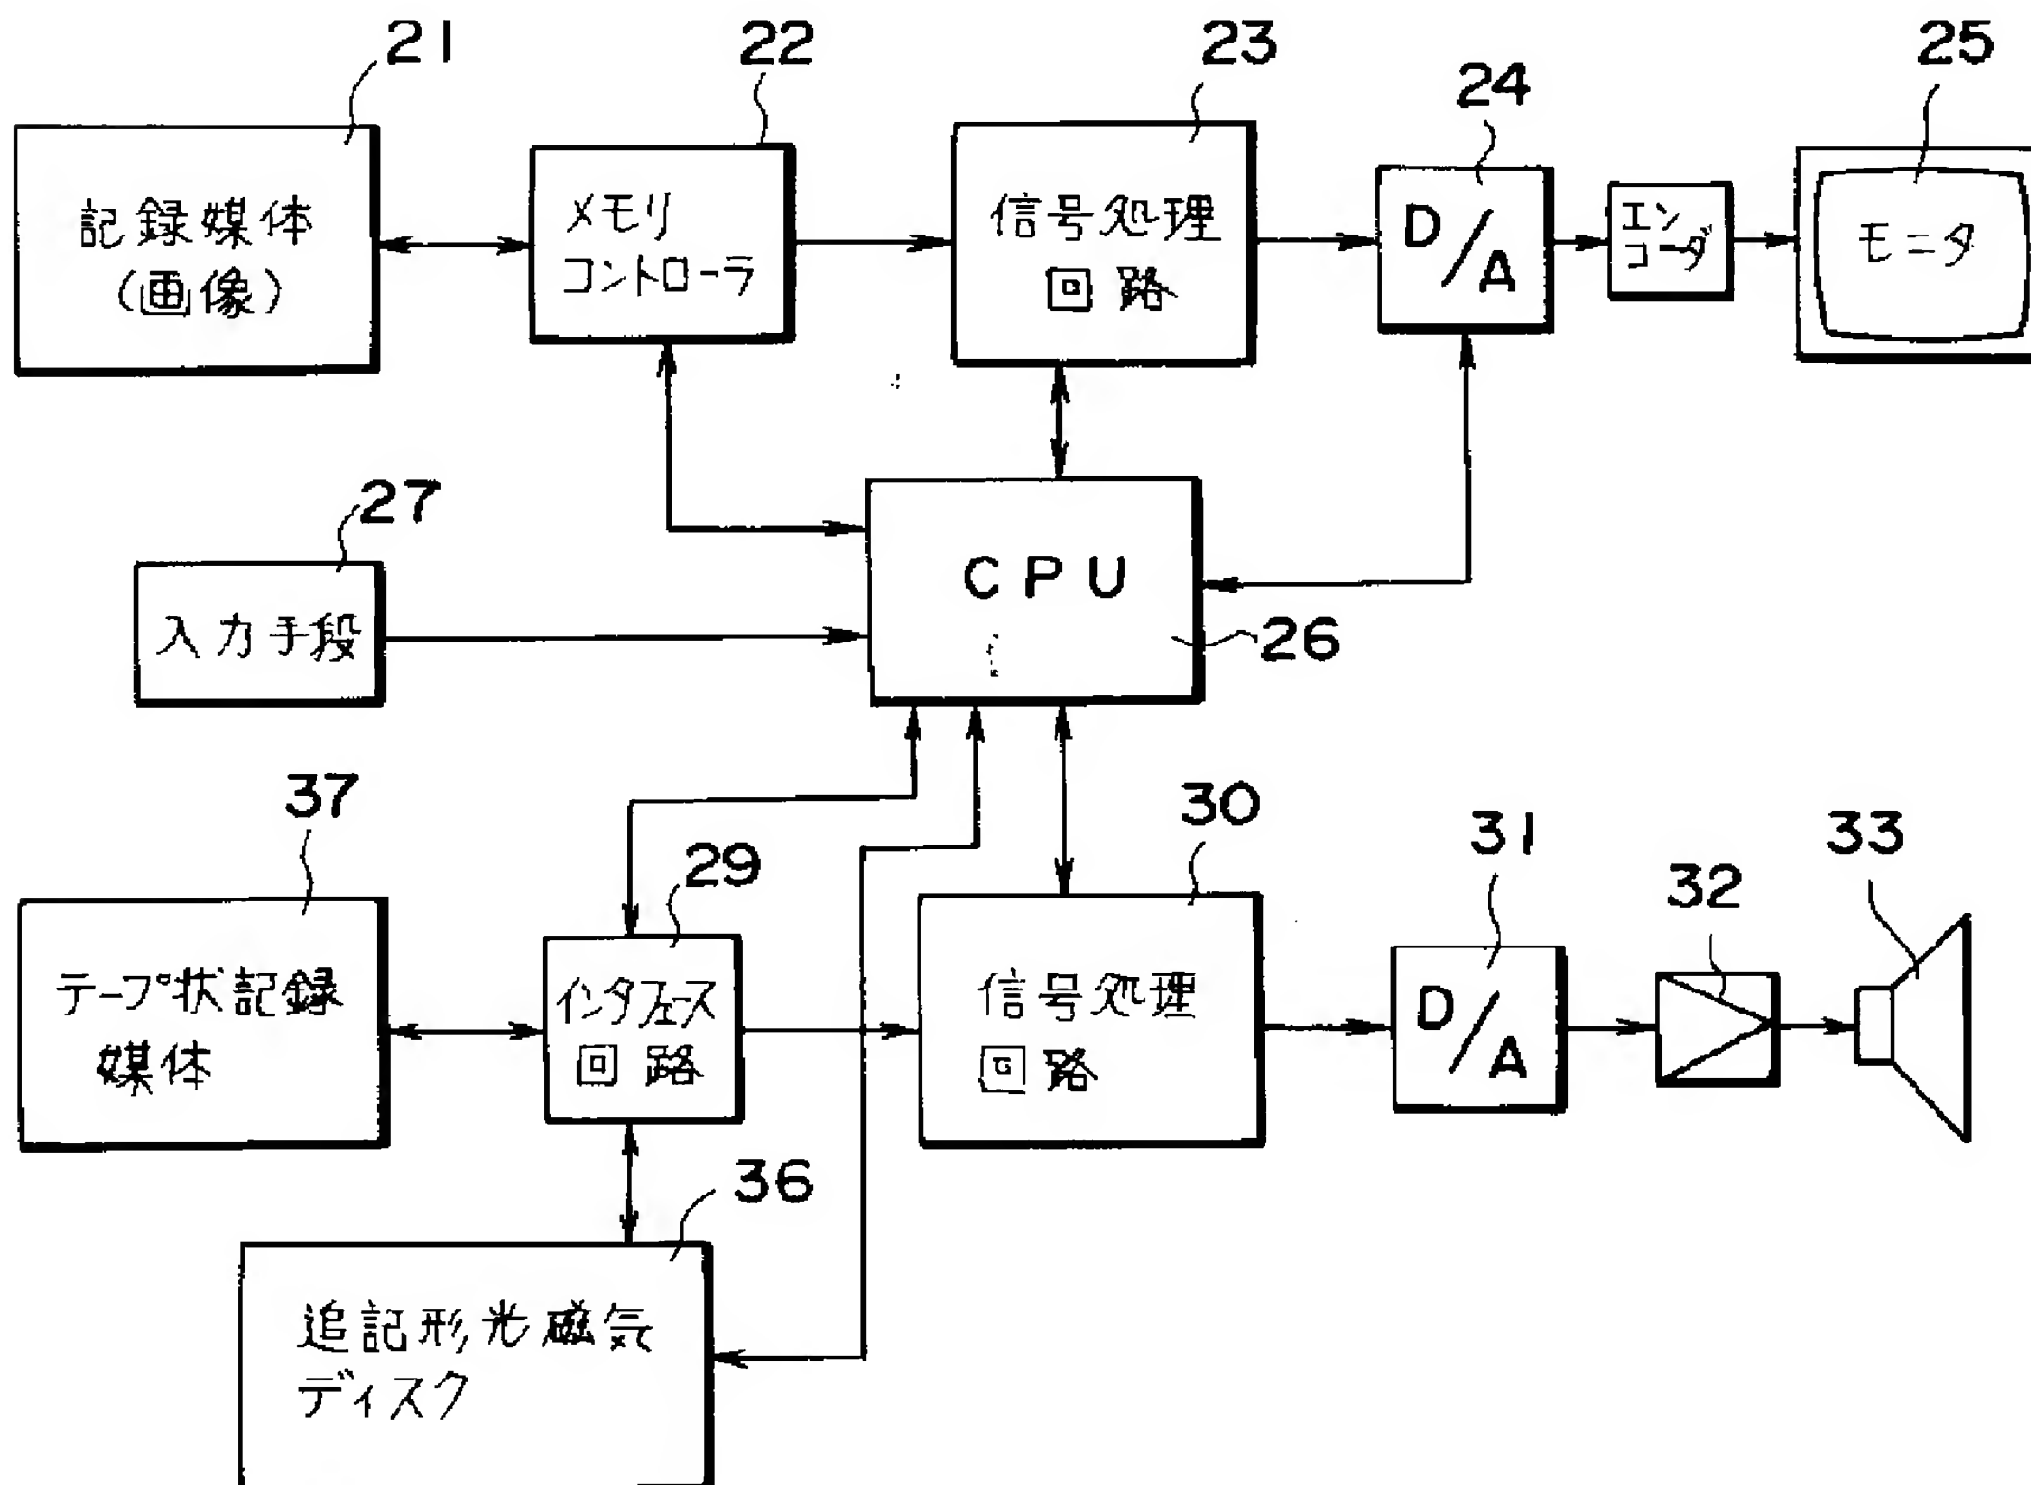 21
22
23
24
25
記録媒体
(画像)
メモリ
コントローラ
信号処理
回路
D/A
エン
コーダ
モニタ
27
入力手段
CPU
26
37
テープ状記録
媒体
29
インタフェース
回路
30
信号処理
回路
31
D/A
32
33
36
追記形光磁気
ディスク